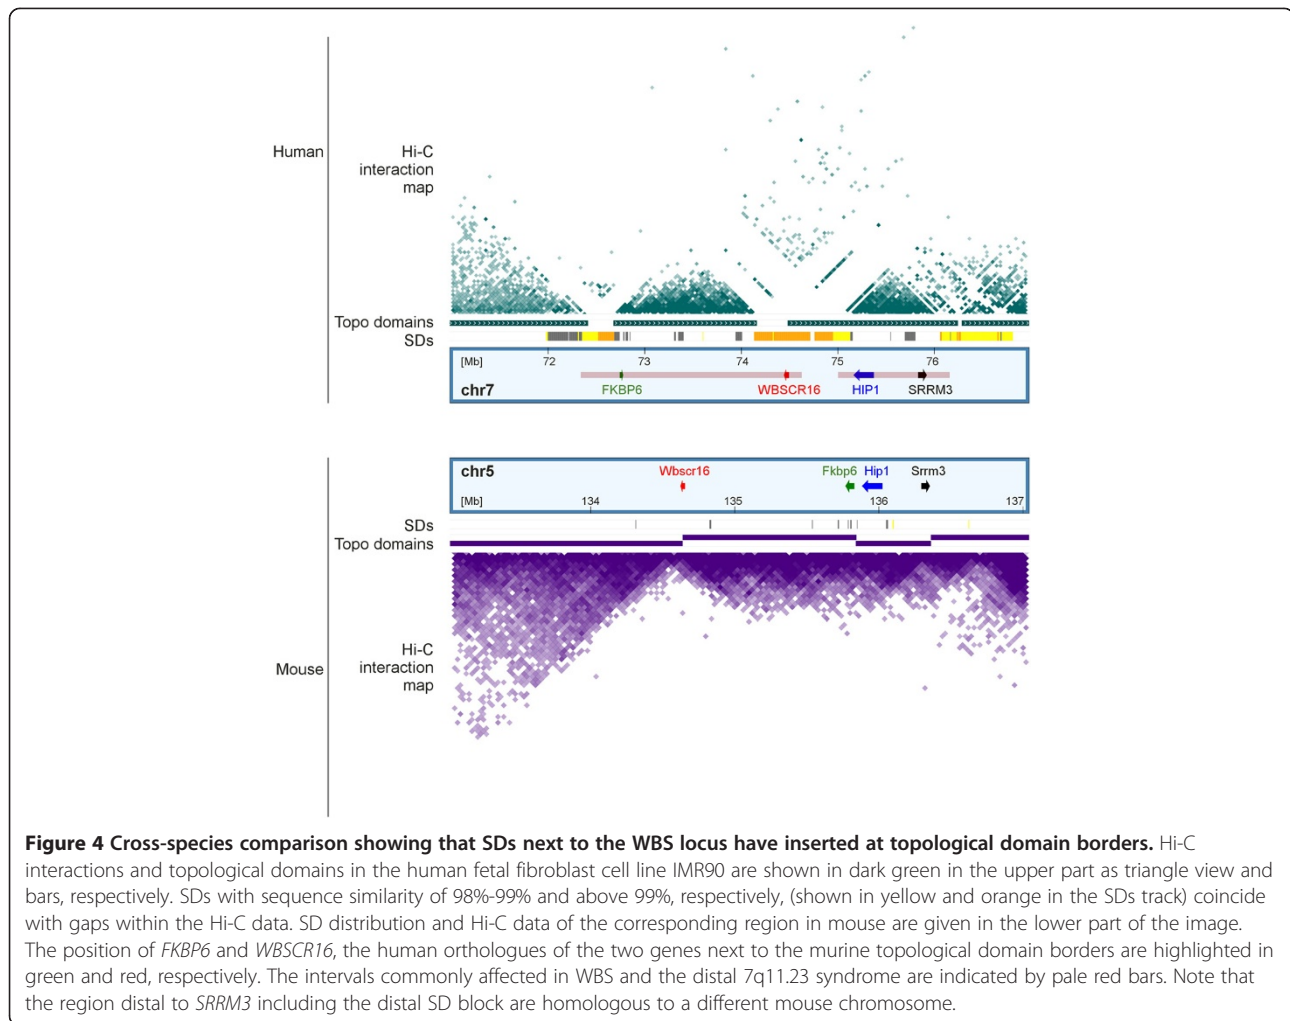 Human
Hi-C
interaction
map
Topo domains
SDs
[Mb] 72 73 74 75 76
chr7 FKBP6 WBSCR16 HIP1 SRRM3
chr5 Wbscr16 Fkbp6 Hip1 Srrm3
[Mb] 134 135 136 137
SDs
Topo domains
Hi-C
interaction
map
Mouse
Figure 4 Cross-species comparison showing that SDs next to the WBS locus have inserted at topological domain borders. Hi-C
interactions and topological domains in the human fetal fibroblast cell line IMR90 are shown in dark green in the upper part as triangle view and
bars, respectively. SDs with sequence similarity of 98%-99% and above 99%, respectively, (shown in yellow and orange in the SDs track) coincide
with gaps within the Hi-C data. SD distribution and Hi-C data of the corresponding region in mouse are given in the lower part of the image.
The position of FKBP6 and WBSCR16, the human orthologues of the two genes next to the murine topological domain borders are highlighted in
green and red, respectively. The intervals commonly affected in WBS and the distal 7q11.23 syndrome are indicated by pale red bars. Note that
the region distal to SRRM3 including the distal SD block are homologous to a different mouse chromosome.